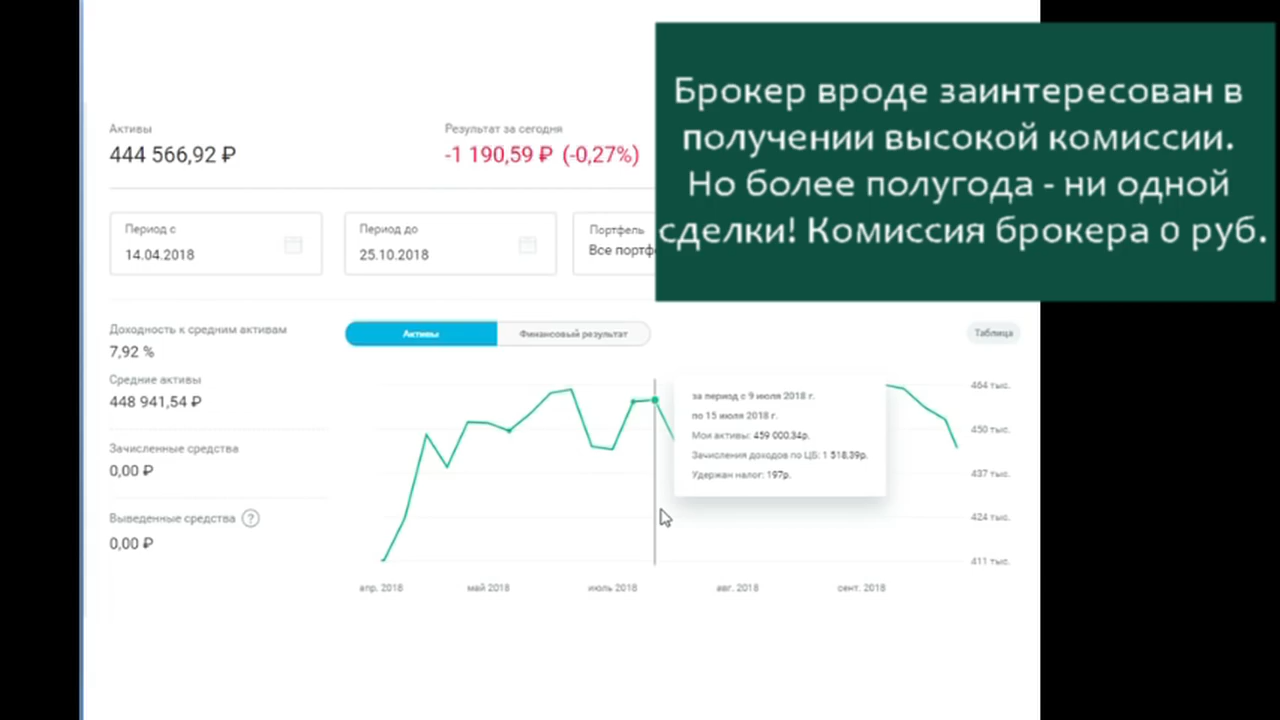 Брокер вроде заинтересован в
получении высокой комиссии.
Но более полугода - ни одной
сделки! Комиссия брокера 0 руб.
Активы
444 566,92 ₽
Результат за сегодня
-1 190,59 ₽ (-0,27%)
Период с
14.04.2018
Период до
25.10.2018
Портфель
Все портф
Доходность к средним активам
7,92 %
Средние активы
448 941,54 ₽
Зачисленные средства
0,00 ₽
Выведенные средства ?
0,00 ₽
Активы
Финансовый результат
Таблица
за период с 9 июля 2018 г.
по 15 июля 2018 г.
Мои активы: 459 000,34р.
Зачисления доходов по ЦБ: 1 518,39р.
Удержан налог: 197р.
464 тыс.
450 тыс.
437 тыс.
424 тыс.
411 тыс.
апр. 2018
май 2018
июль 2018
авг. 2018
сент. 2018